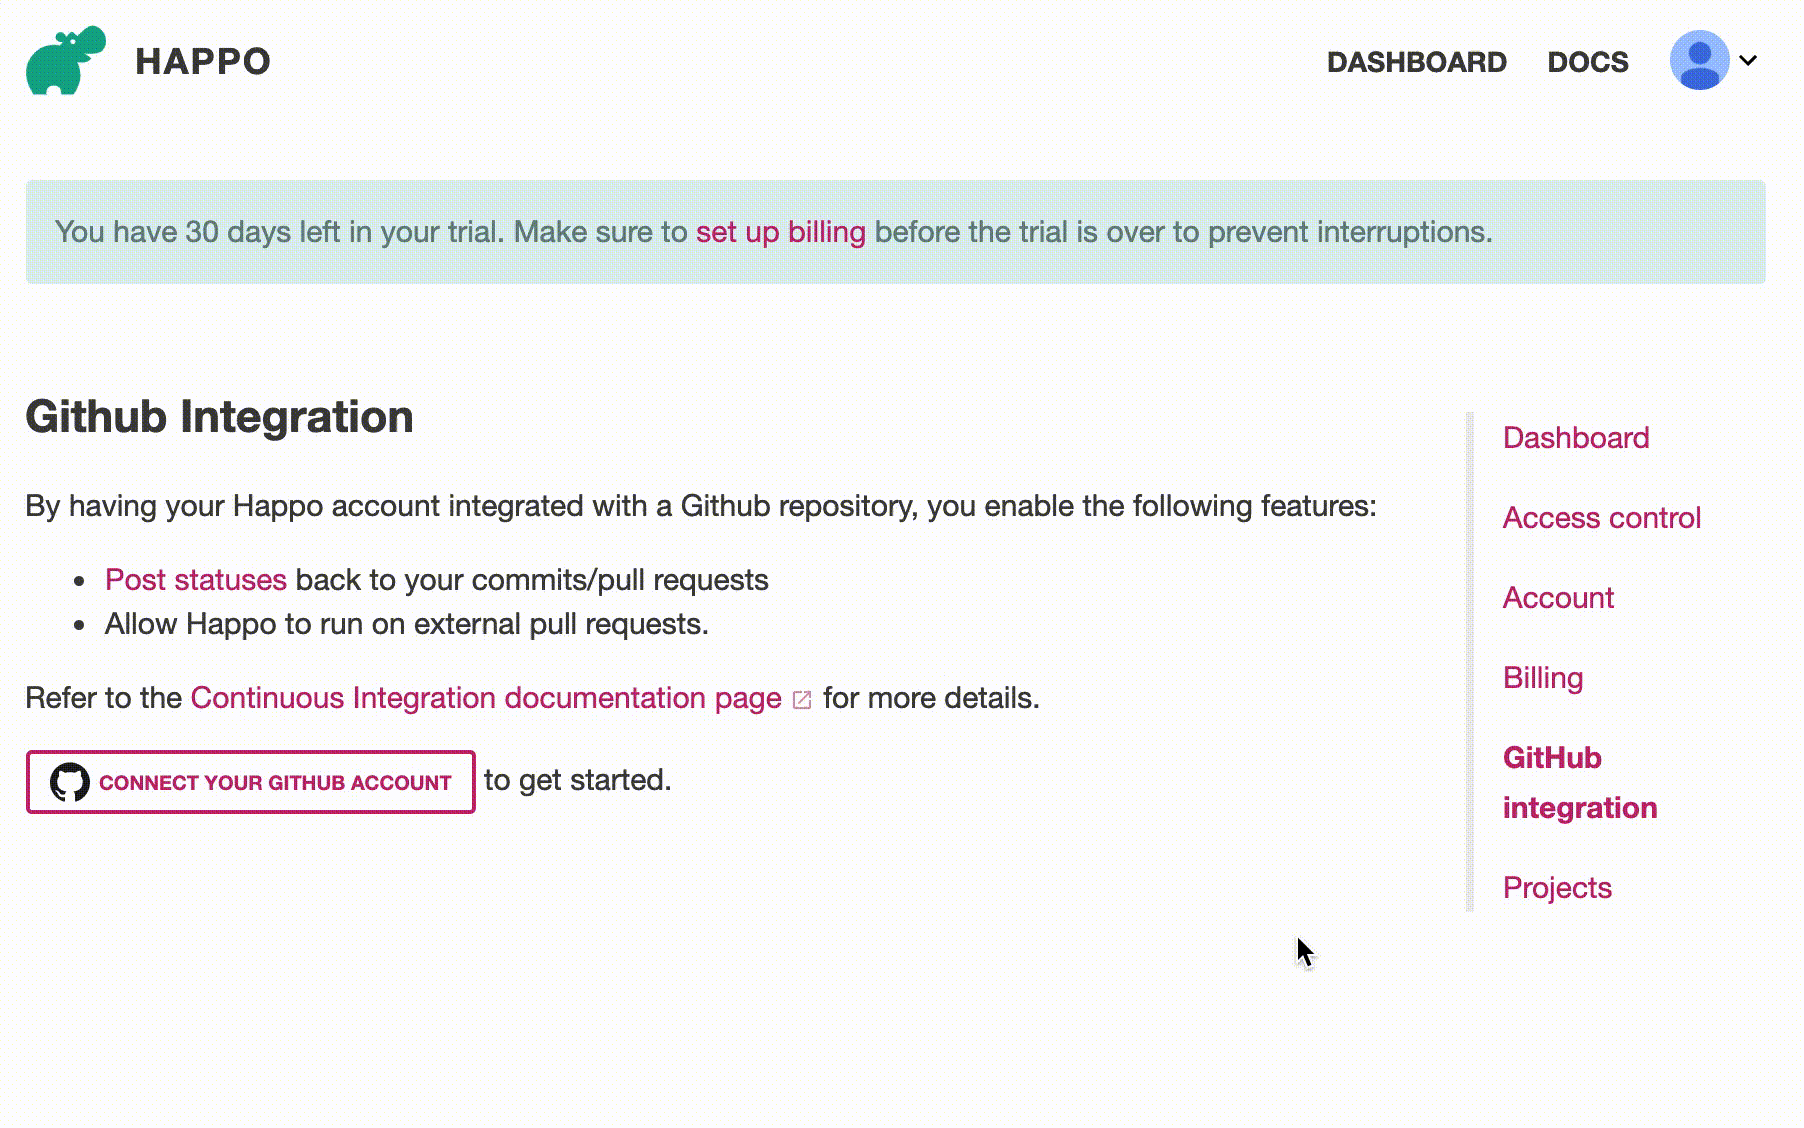 HAPPO
DASHBOARD DOCS
You have 30 days left in your trial. Make sure to set up billing before the trial is over to prevent interruptions.
Github Integration
By having your Happo account integrated with a Github repository, you enable the following features:
• Post statuses back to your commits/pull requests
• Allow Happo to run on external pull requests.
Refer to the Continuous Integration documentation page for more details.
CONNECT YOUR GITHUB ACCOUNT to get started.
Dashboard
Access control
Account
Billing
GitHub
integration
Projects